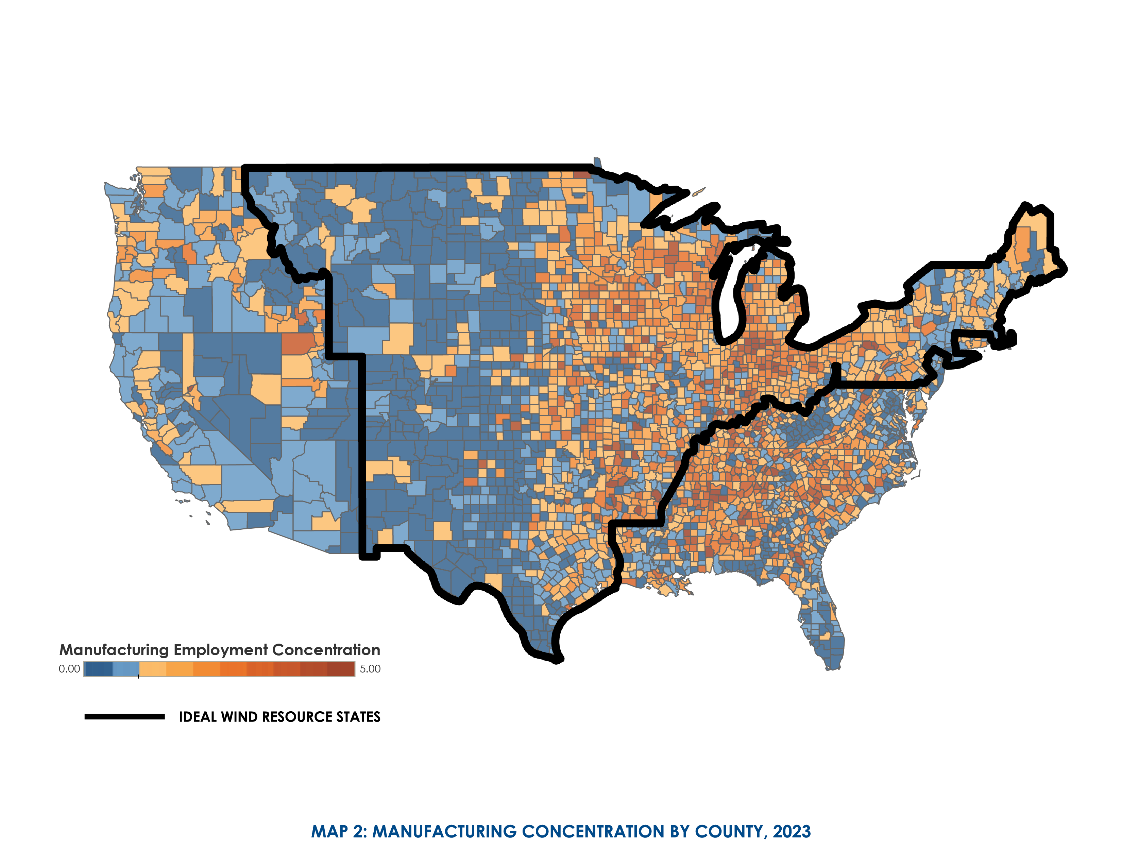 Manufacturing Employment Concentration
0.00 5.00
IDEAL WIND RESOURCE STATES
MAP 2: MANUFACTURING CONCENTRATION BY COUNTY, 2023